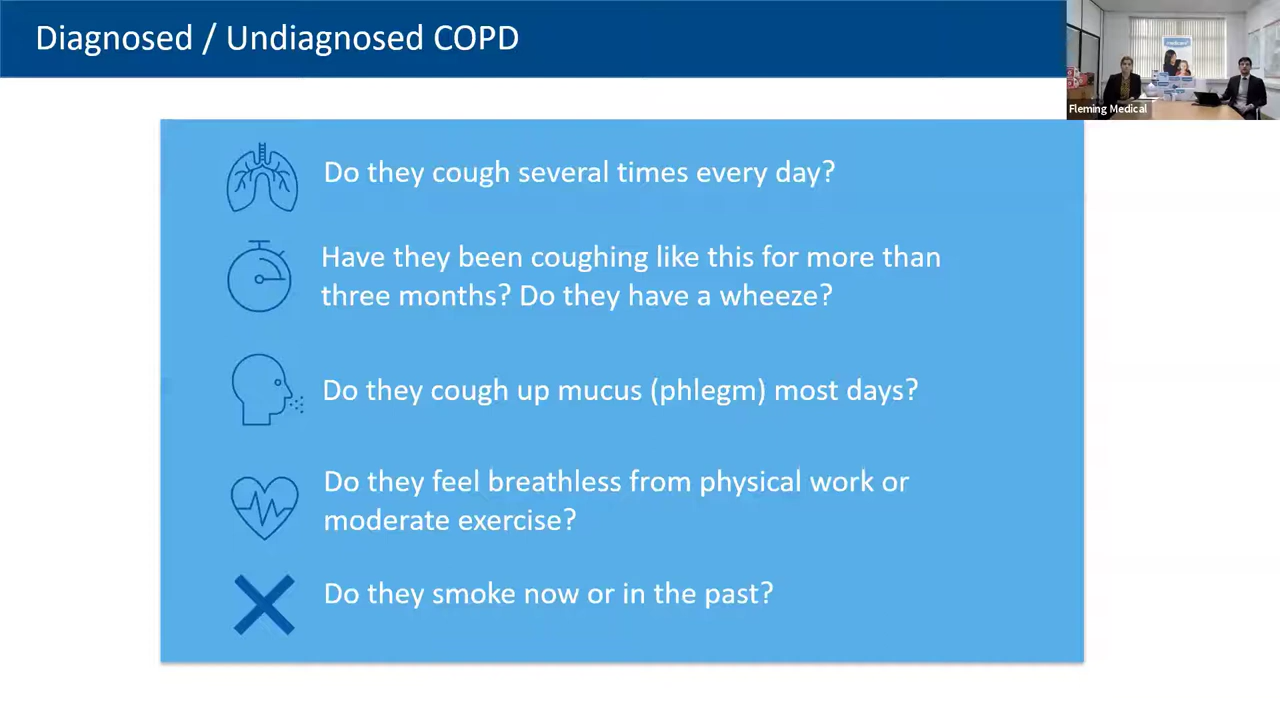 Diagnosed / Undiagnosed COPD
Fleming Medical
Do they cough several times every day?
Have they been coughing like this for more than
three months? Do they have a wheeze?
Do they cough up mucus (phlegm) most days?
Do they feel breathless from physical work or
moderate exercise?
Do they smoke now or in the past?